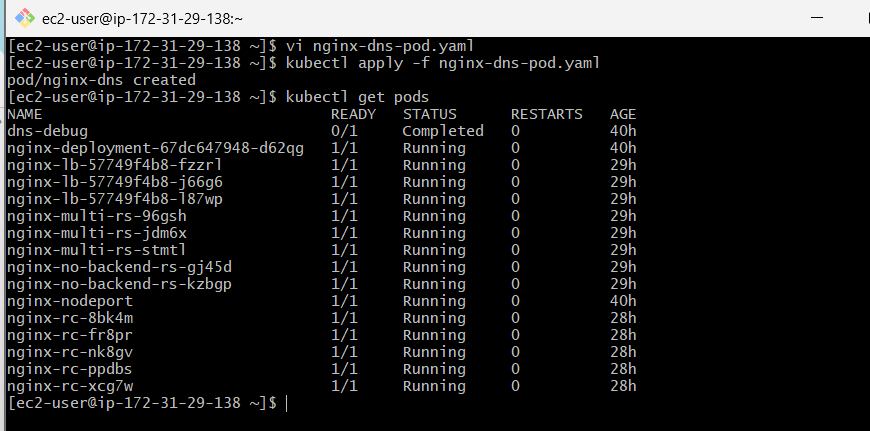 ec2-user@ip-172-31-29-138:~
[ec2-user@ip-172-31-29-138 ~]$ vi nginx-dns-pod.yaml
[ec2-user@ip-172-31-29-138 ~]$ kubectl apply -f nginx-dns-pod.yaml
pod/nginx-dns created
[ec2-user@ip-172-31-29-138 ~]$ kubectl get pods
NAME READY STATUS RESTARTS AGE
dns-debug 0/1 Completed 0 40h
nginx-deployment-67dc647948-d62qg 1/1 Running 0 40h
nginx-lb-57749f4b8-fzzrl 1/1 Running 0 29h
nginx-lb-57749f4b8-j66g6 1/1 Running 0 29h
nginx-lb-57749f4b8-l87wp 1/1 Running 0 29h
nginx-multi-rs-96gsh 1/1 Running 0 29h
nginx-multi-rs-jdm6x 1/1 Running 0 29h
nginx-multi-rs-stmtl 1/1 Running 0 29h
nginx-no-backend-rs-gj45d 1/1 Running 0 29h
nginx-no-backend-rs-kzbgp 1/1 Running 0 29h
nginx-nodeport 1/1 Running 0 40h
nginx-rc-8bk4m 1/1 Running 0 28h
nginx-rc-fr8pr 1/1 Running 0 28h
nginx-rc-nk8gv 1/1 Running 0 28h
nginx-rc-ppdbs 1/1 Running 0 28h
nginx-rc-xcg7w 1/1 Running 0 28h
[ec2-user@ip-172-31-29-138 ~]$